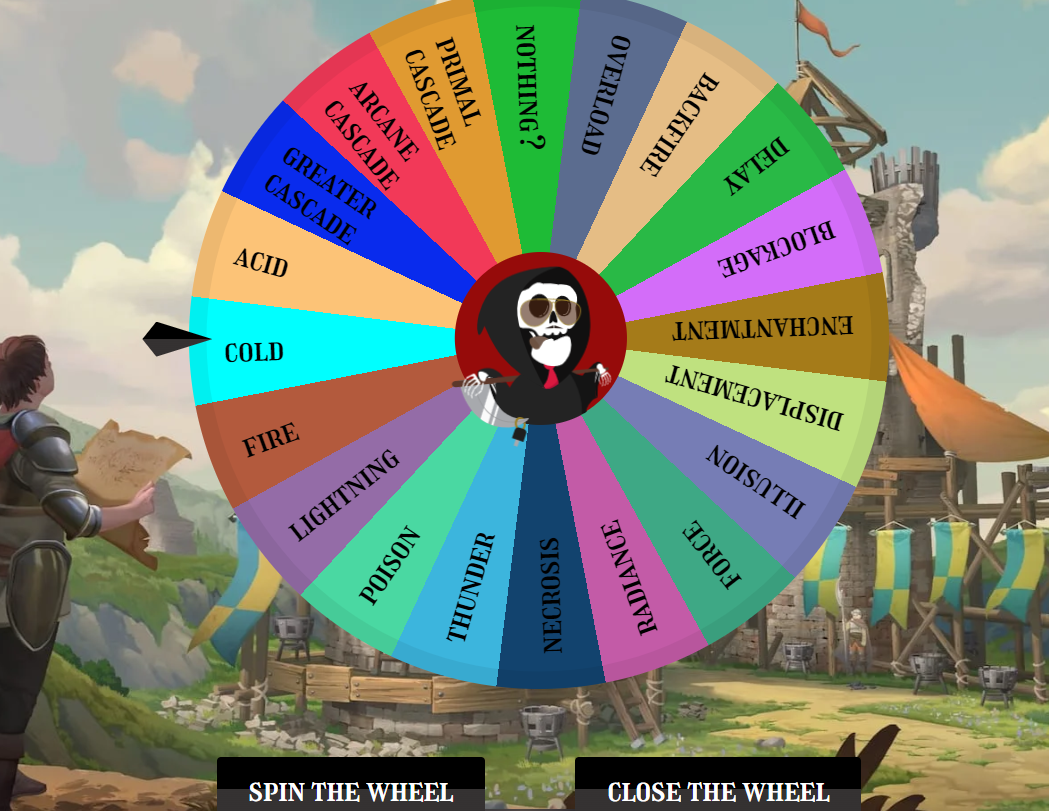 NOTHING?
OVERLOAD
BACKFIRE
DELAY
BLOCKAGE
ENCHANTMENT
DISPLACEMENT
ILLUSION
FORCE
RADIANCE
NECROSIS
THUNDER
POISON
LIGHTNING
FIRE
COLD
ACID
GREATER
CASCADE
ARCANE
CASCADE
PRIMAL
CASCADE
SPIN THE WHEEL
CLOSE THE WHEEL